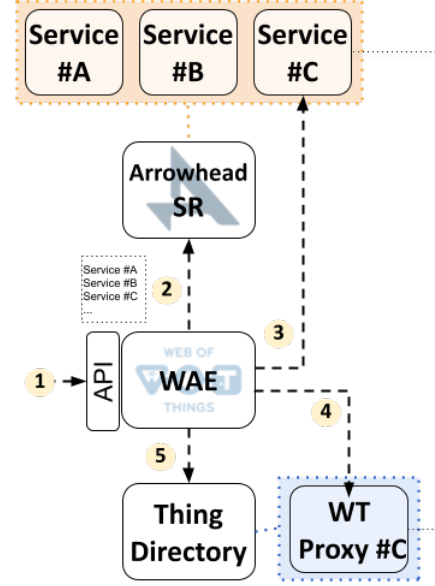 Service
#A
Service
#B
Service
#C
Arrowhead
SR
Service #A
Service #B
Service #C
...
2
3
1
API
WEB OF
WOT
WAE
THINGS
4
5
Thing
Directory
WT
Proxy #C